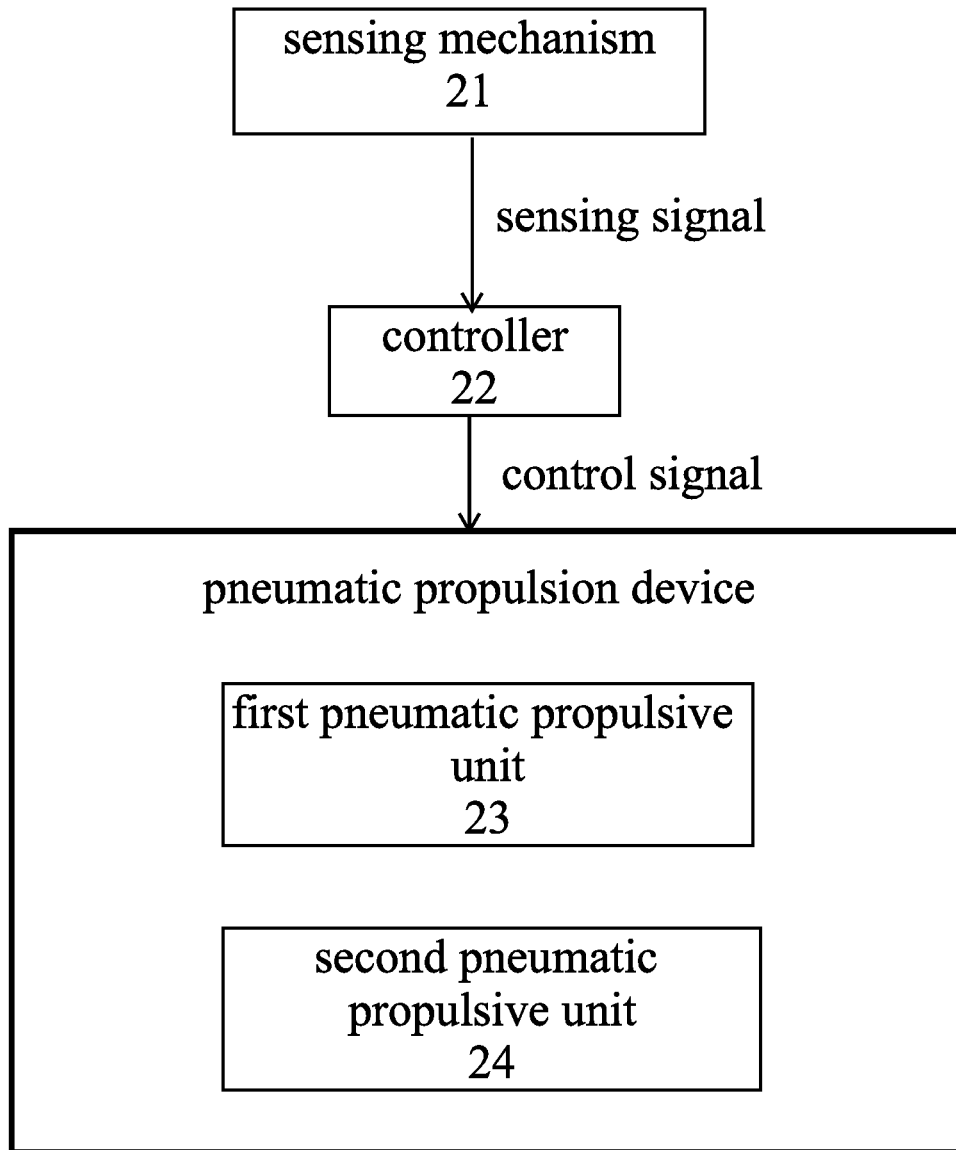 sensing mechanism
21
sensing signal
controller
22
control signal
pneumatic propulsion device
first pneumatic propulsive
unit
23
second pneumatic
propulsive unit
24